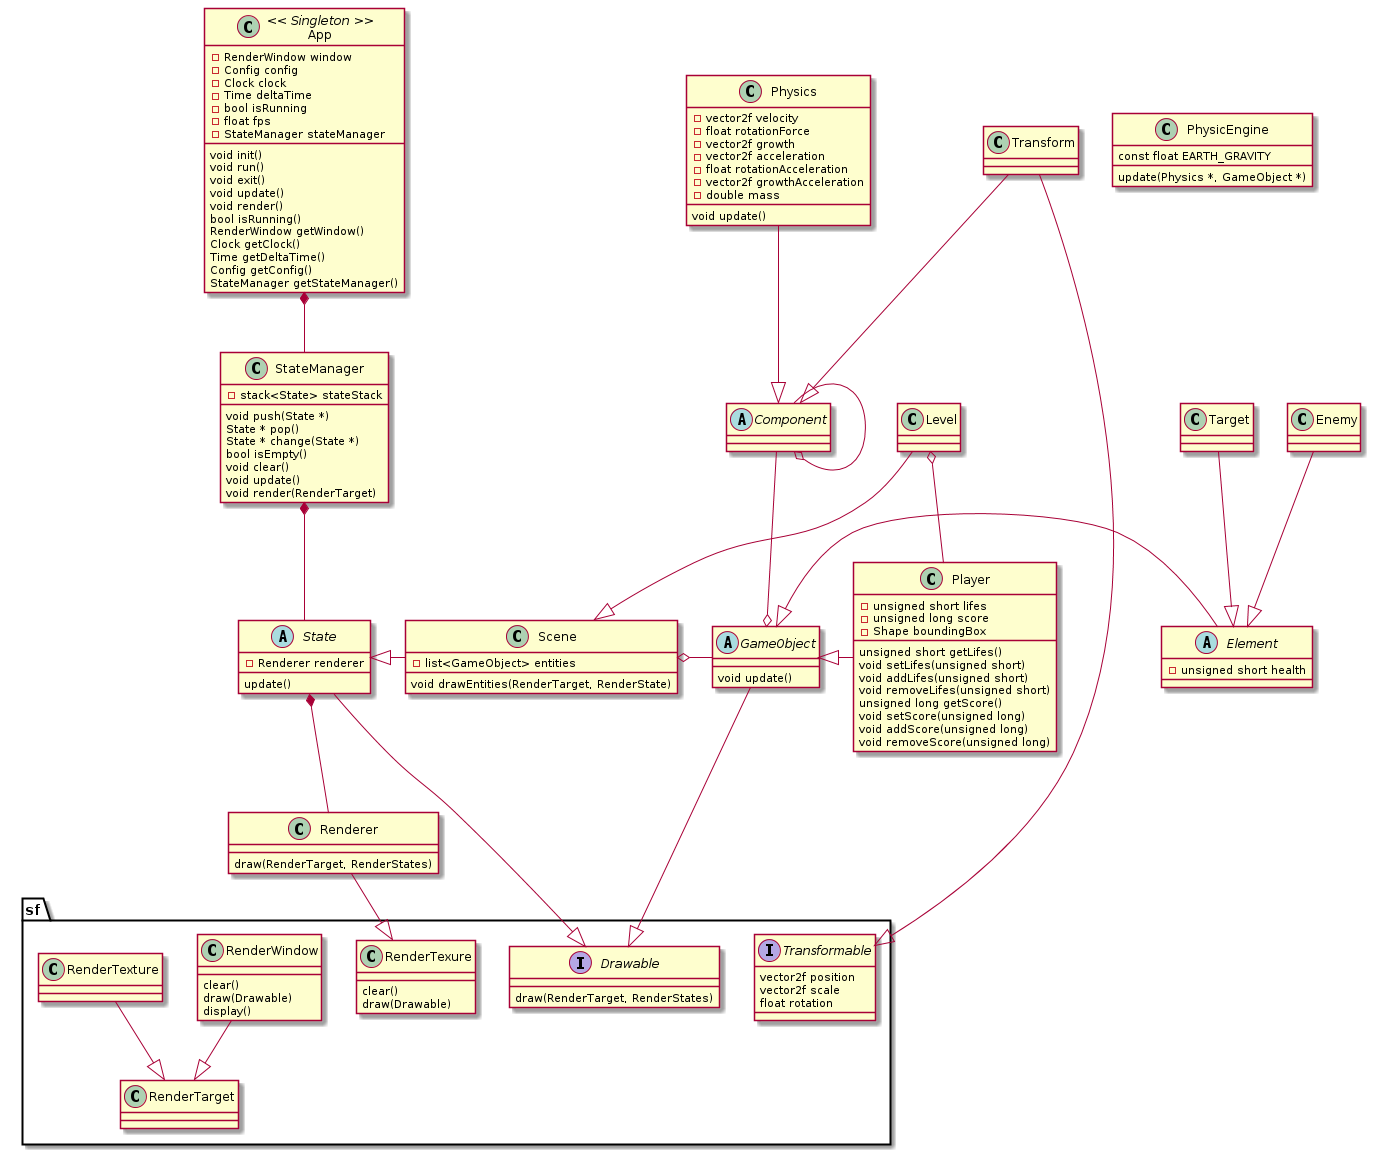 << Singleton >>
C App
RenderWindow window
Config config
Clock clock
Time deltaTime
bool isRunning
float fps
StateManager stateManager
void init()
void run()
void exit()
void update()
void render()
bool isRunning()
RenderWindow getWindow()
Clock getClock()
Time getDeltaTime()
Config getConfig()
StateManager getStateManager()
C Physics
vector2f velocity
float rotationForce
vector2f growth
vector2f acceleration
float rotationAcceleration
vector2f growthAcceleration
double mass
void update()
C Transform
C PhysicEngine
const float EARTH_GRAVITY
update(Physics *, GameObject *)
C StateManager
stack<State> stateStack
void push(State *)
State * pop()
State * change(State *)
bool isEmpty()
void clear()
void update()
void render(RenderTarget)
A Component
C Level
C Target
C Enemy
A State
Renderer renderer
update()
C Scene
list<GameObject> entities
void drawEntities(RenderTarget, RenderState)
A GameObject
void update()
C Player
unsigned short lifes
unsigned long score
Shape boundingBox
unsigned short getLifes()
void setLifes(unsigned short)
void addLifes(unsigned short)
void removeLifes(unsigned short)
unsigned long getScore()
void setScore(unsigned long)
void addScore(unsigned long)
void removeScore(unsigned long)
A Element
unsigned short health
C Renderer
draw(RenderTarget, RenderStates)
sf
C RenderTexture
C RenderWindow
clear()
draw(Drawable)
display()
C RenderTexure
clear()
draw(Drawable)
I Drawable
draw(RenderTarget, RenderStates)
I Transformable
vector2f position
vector2f scale
float rotation
C RenderTarget